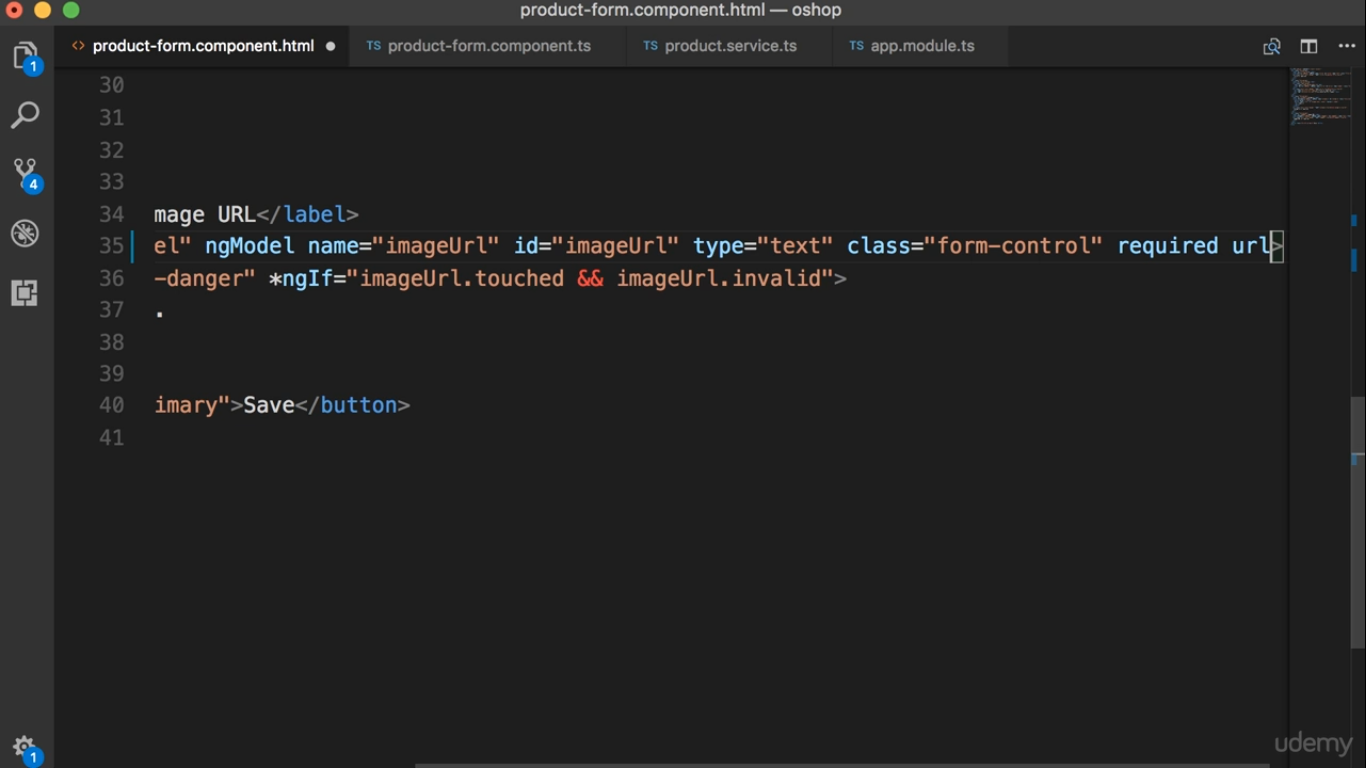 product-form.component.html — oshop
<> product-form.component.html ● TS product-form.component.ts TS product.service.ts TS app.module.ts
1
4
1
30
31
32
33
34 mage URL</label>
35 el" ngModel name="imageUrl" id="imageUrl" type="text" class="form-control" required url>
36 -danger" *ngIf="imageUrl.touched && imageUrl.invalid">
37 .
38
39
40 imary">Save</button>
41
udemy